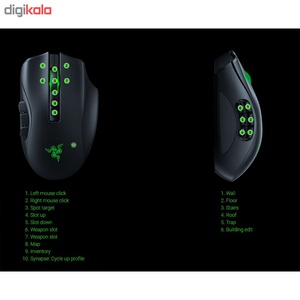 digikala
1. Left mouse click
2. Right mouse click
3. Spot target
4. Slot up
5. Slot down
6. Weapon slot
7. Weapon slot
8. Map
9. Inventory
10. Synapse: Cycle up profile
1. Wall
2. Floor
3. Stairs
4. Roof
5. Trap
6. Building edit